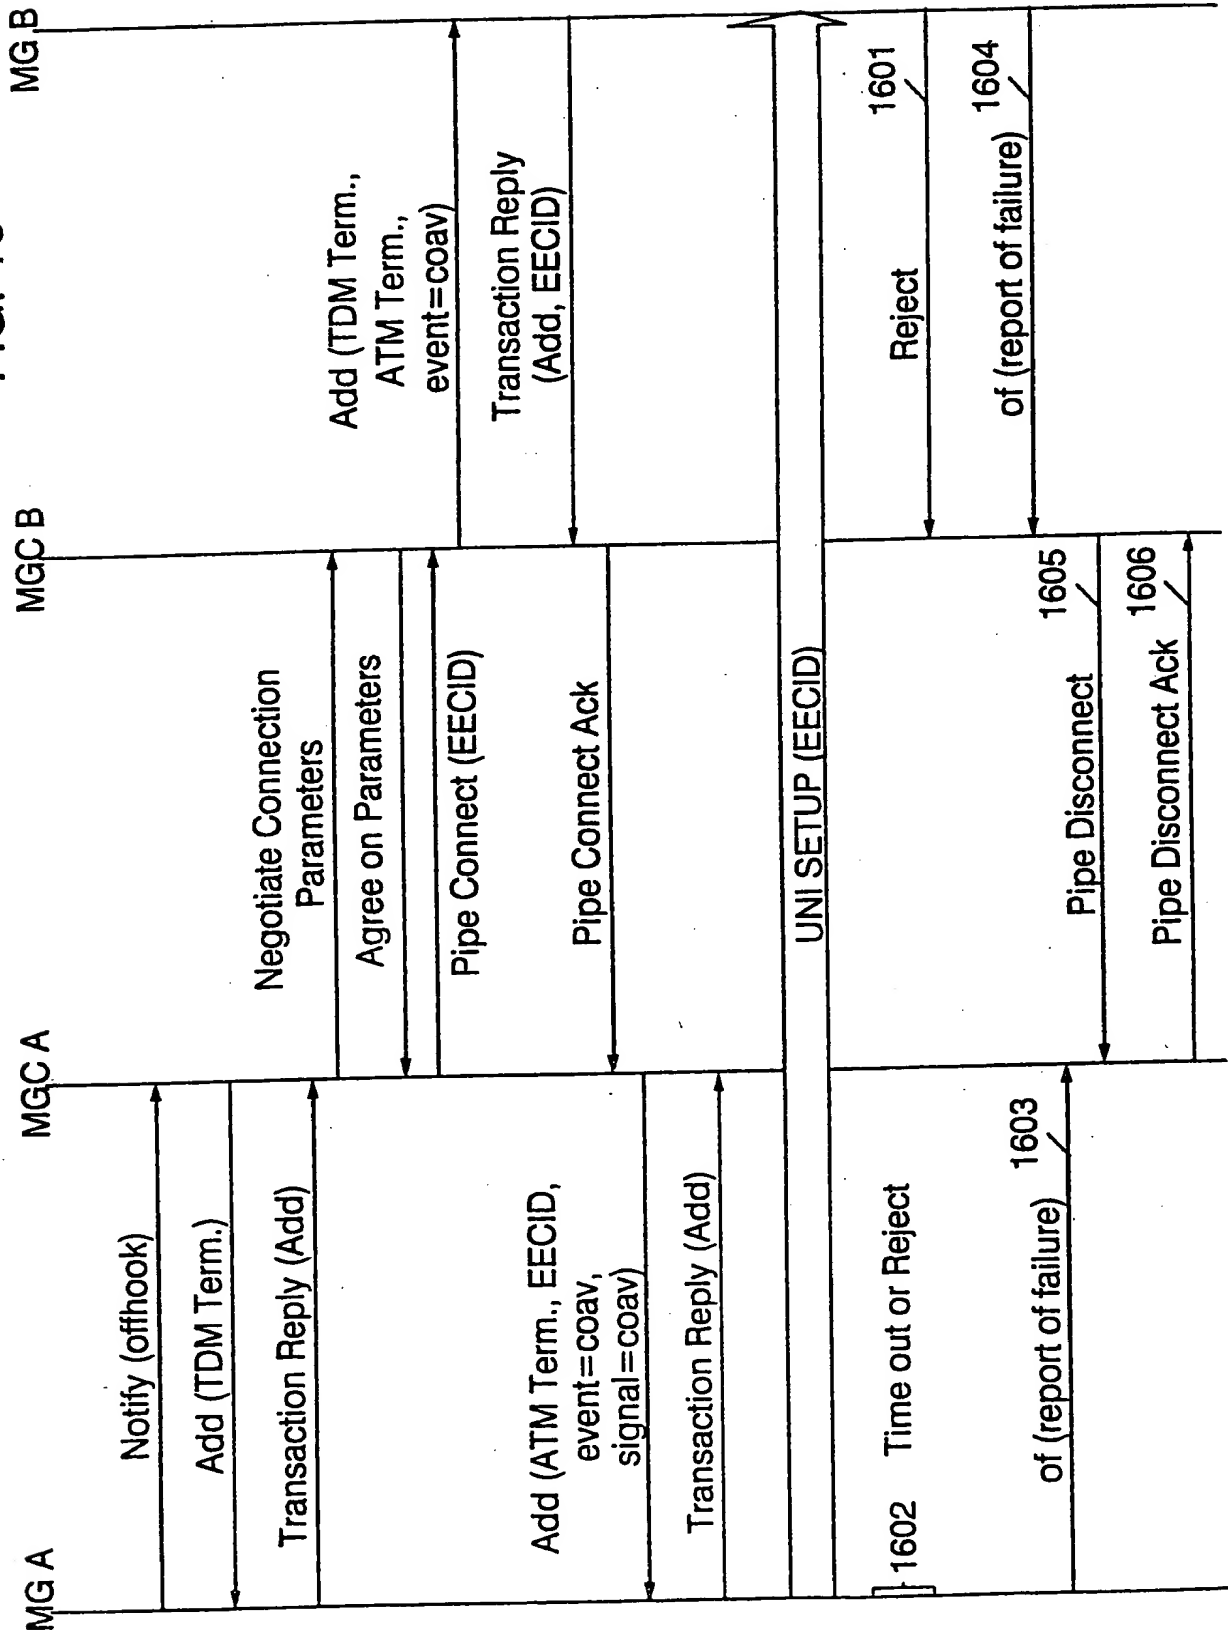 MG A
MGC A
MGC B
MG B
Notify (offhook)
Add (TDM Term.)
Transaction Reply (Add)
Negotiate Connection
Parameters
Agree on Parameters
Pipe Connect (EECID)
Add (TDM Term.,
ATM Term.,
event=coav)
Transaction Reply
(Add, EECID)
Pipe Connect Ack
Add (ATM Term., EECID,
event=coav,
signal=coav)
Transaction Reply (Add)
UNI SETUP (EECID)
1602 Time out or Reject
Reject
1601
of (report of failure)
1603
of (report of failure)
1604
Pipe Disconnect
1605
Pipe Disconnect Ack
1606